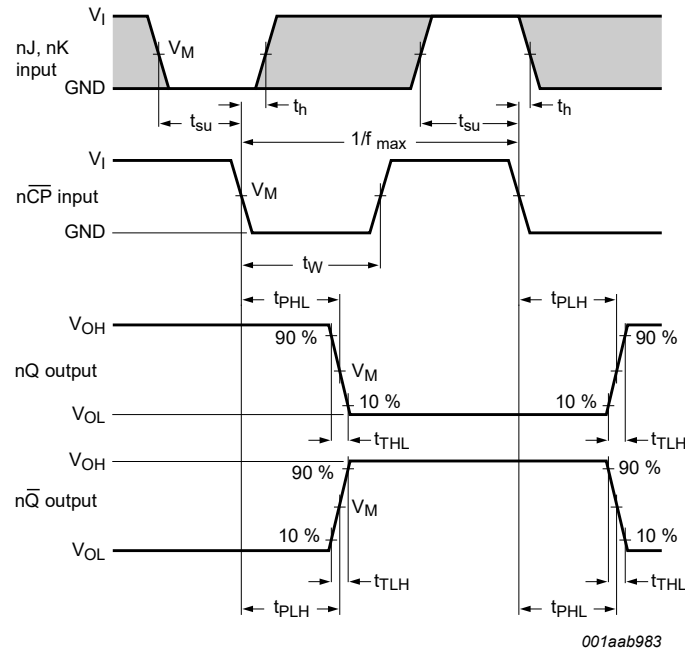 V_I
nJ, nK
input
V_M
GND
t_h
t_h
t_su
t_su
1/f_max
V_I
nC̅P̅ input
V_M
GND
t_W
t_PHL
t_PLH
V_OH
90 %
90 %
nQ output
V_M
10 %
10 %
V_OL
t_THL
t_TLH
V_OH
90 %
90 %
nQ̅ output
V_M
10 %
10 %
V_OL
t_TLH
t_THL
t_PLH
t_PHL
001aab983